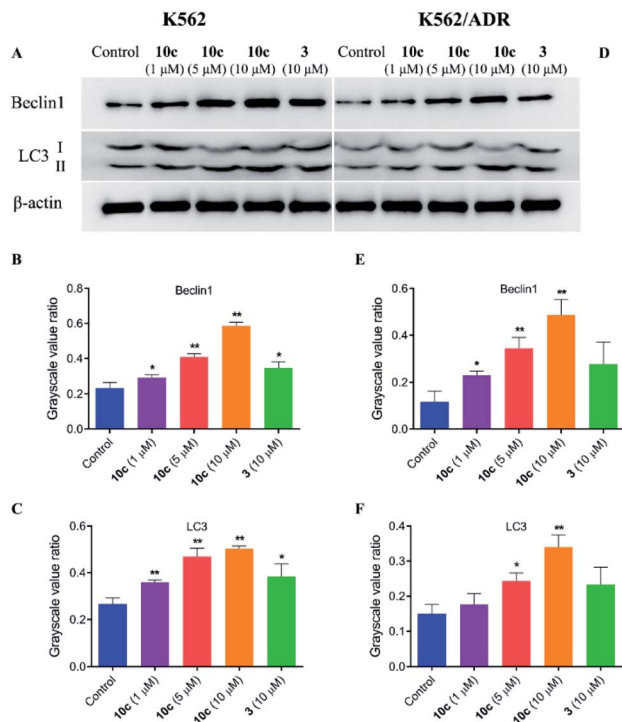 K562 K562/ADR
A Control 10c 10c 10c 3 Control 10c 10c 10c 3 D
(1 μM) (5 μM) (10 μM) (10 μM) (1 μM) (5 μM) (10 μM) (10 μM)
Beclin1
LC3 I
II
β-actin
B
Beclin1
Grayscale value ratio
0.8
0.6
0.4
0.2
0.0
* ** ** *
Control 10c (1 μM) 10c (5 μM) 10c (10 μM) 3 (10 μM)
E
Beclin1
Grayscale value ratio
0.6
0.4
0.2
0.0
* ** **
Control 10c (1 μM) 10c (5 μM) 10c (10 μM) 3 (10 μM)
C
LC3
Grayscale value ratio
0.6
0.4
0.2
0.0
** ** ** *
Control 10c (1 μM) 10c (5 μM) 10c (10 μM) 3 (10 μM)
F
LC3
Grayscale value ratio
0.4
0.3
0.2
0.1
0.0
* **
Control 10c (1 μM) 10c (5 μM) 10c (10 μM) 3 (10 μM)